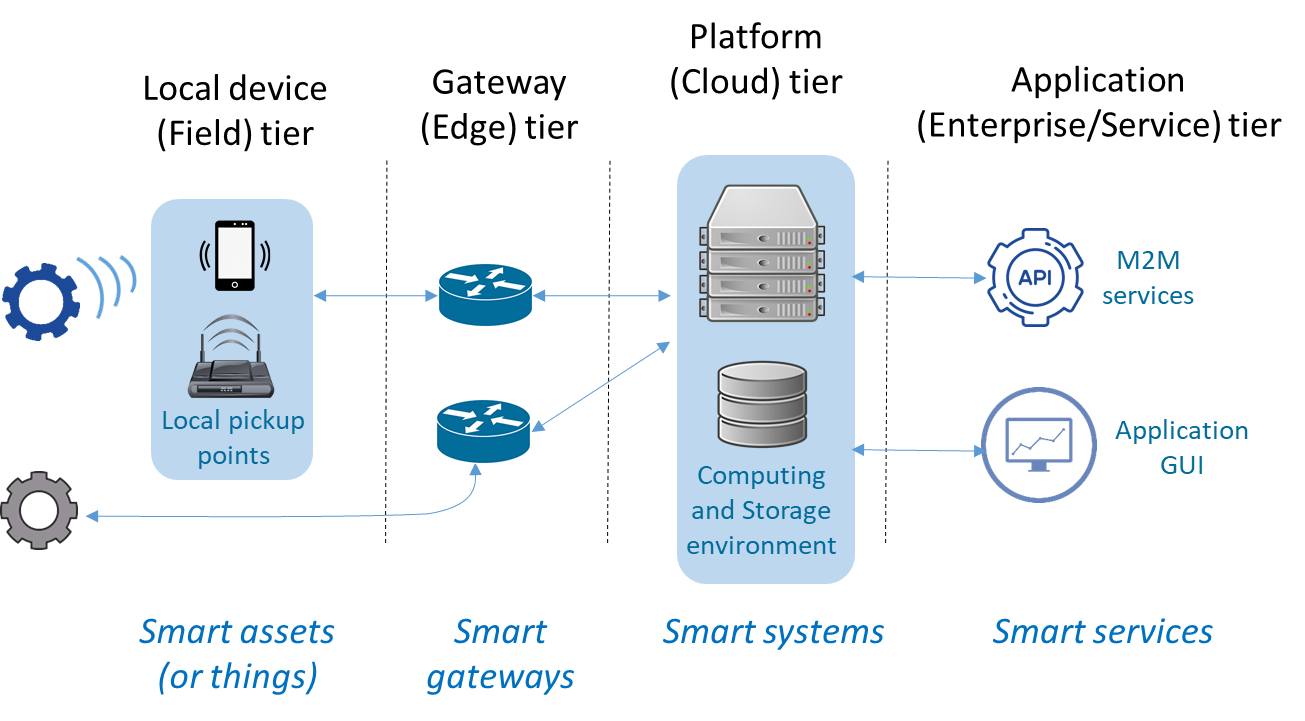 Local device
(Field) tier
Gateway
(Edge) tier
Platform
(Cloud) tier
Application
(Enterprise/Service) tier
Local pickup
points
Computing
and Storage
environment
API
M2M
services
Application
GUI
Smart assets
(or things)
Smart
gateways
Smart systems
Smart services